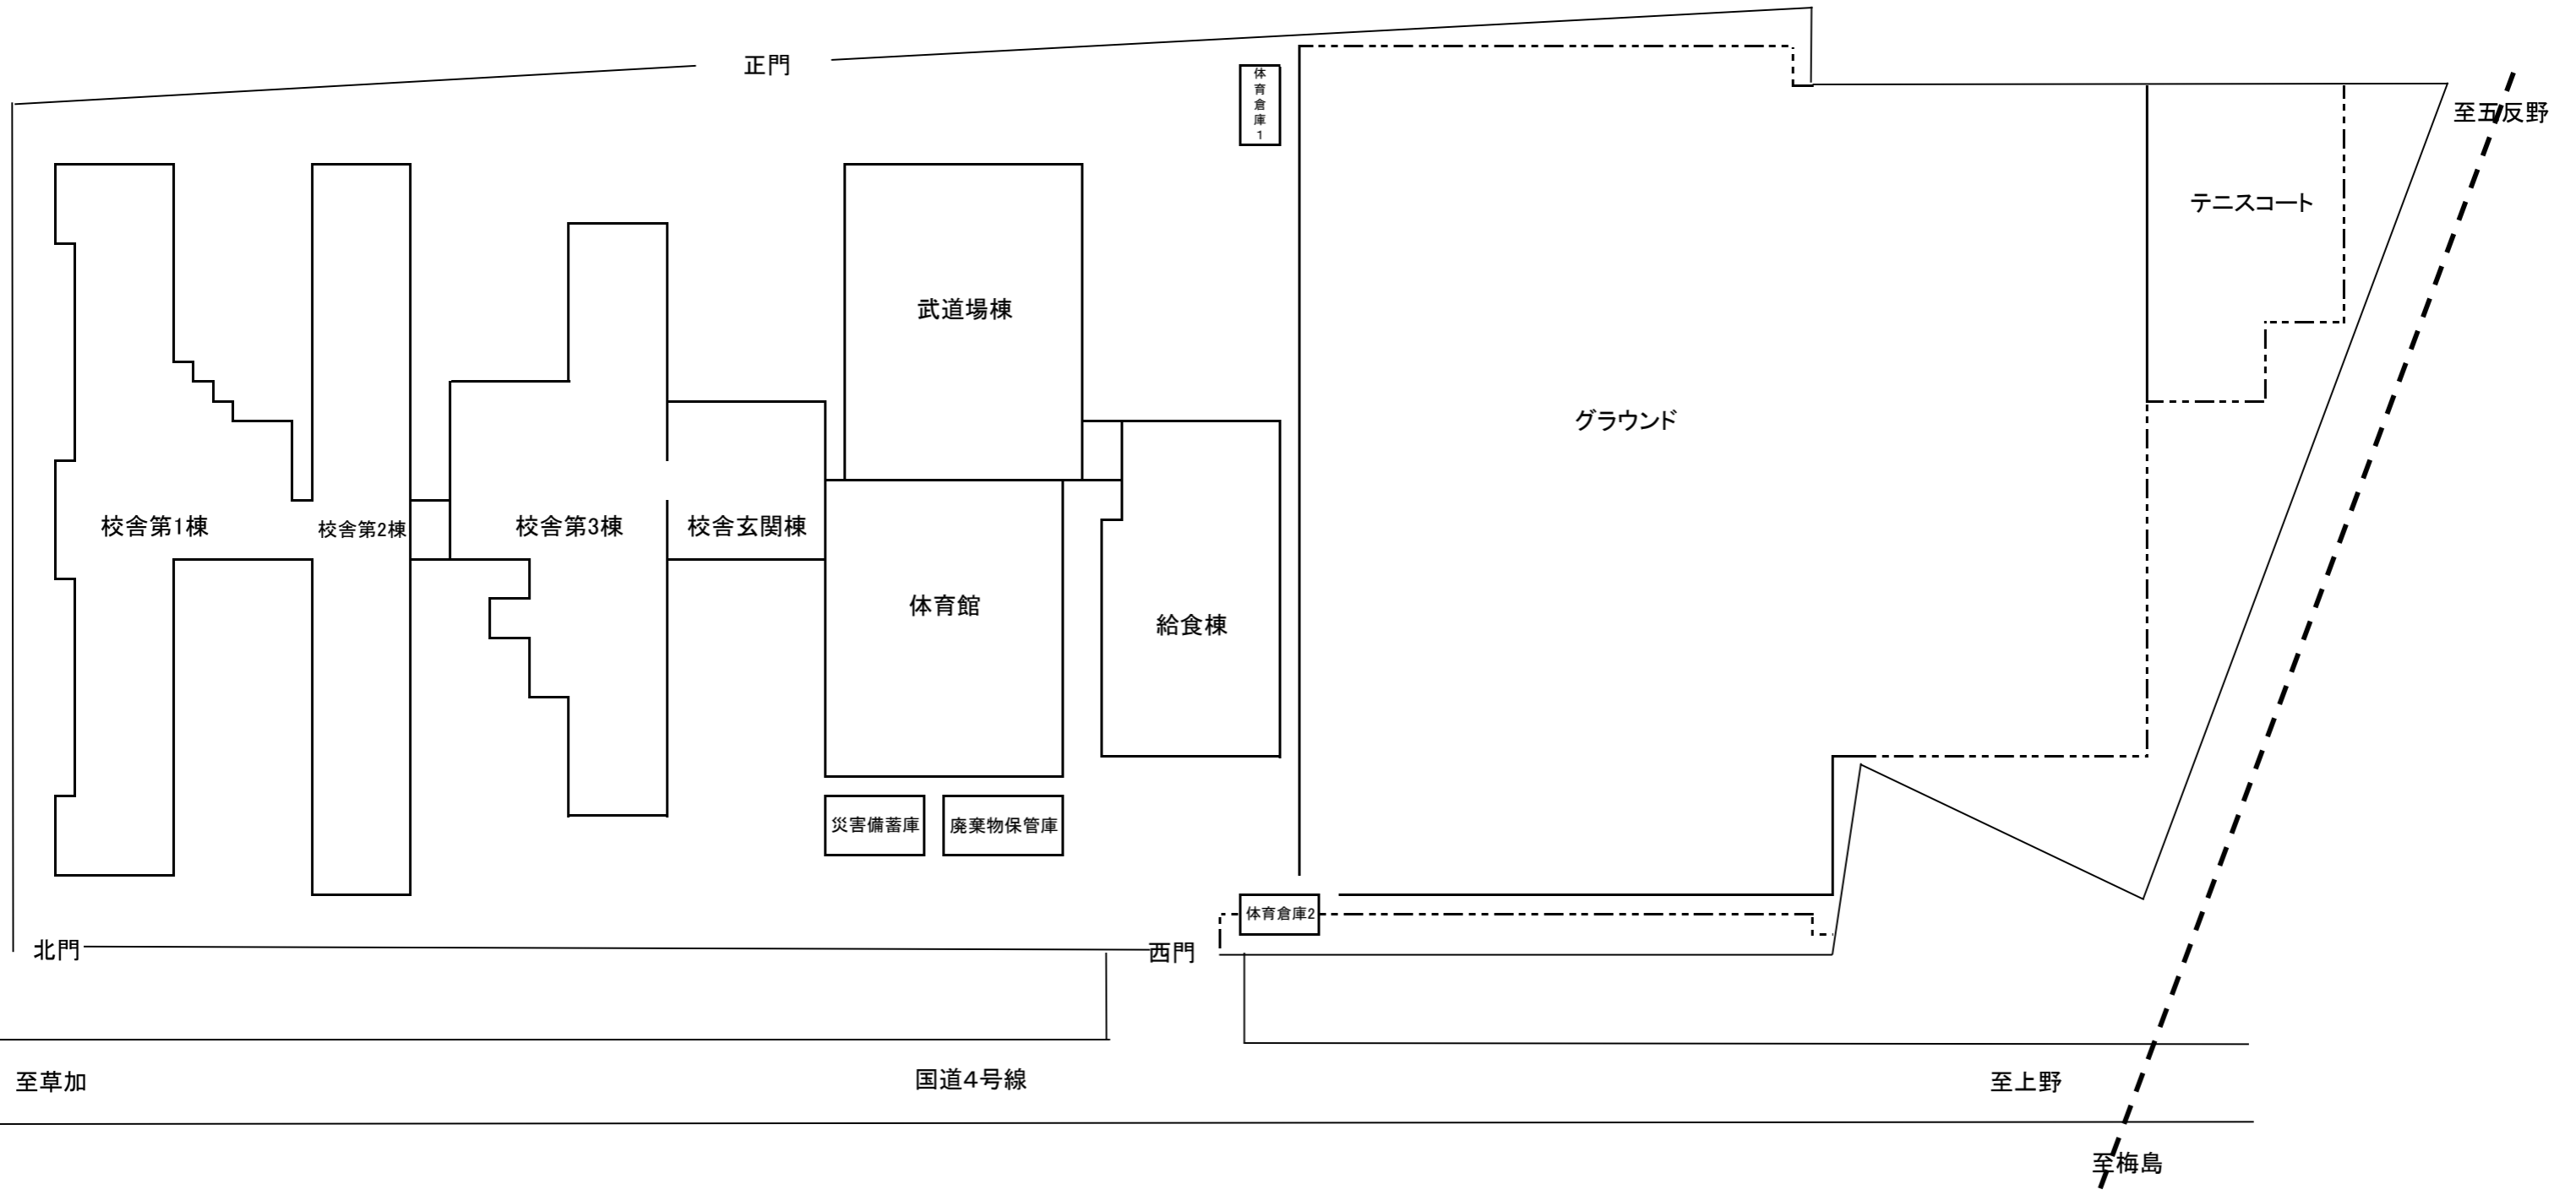 正門
体育倉庫1
至五反野
テニスコート
武道場棟
グラウンド
校舎第1棟
校舎第2棟
校舎第3棟
校舎玄関棟
体育館
給食棟
災害備蓄庫
廃棄物保管庫
体育倉庫2
北門
西門
至草加
国道4号線
至上野
至梅島